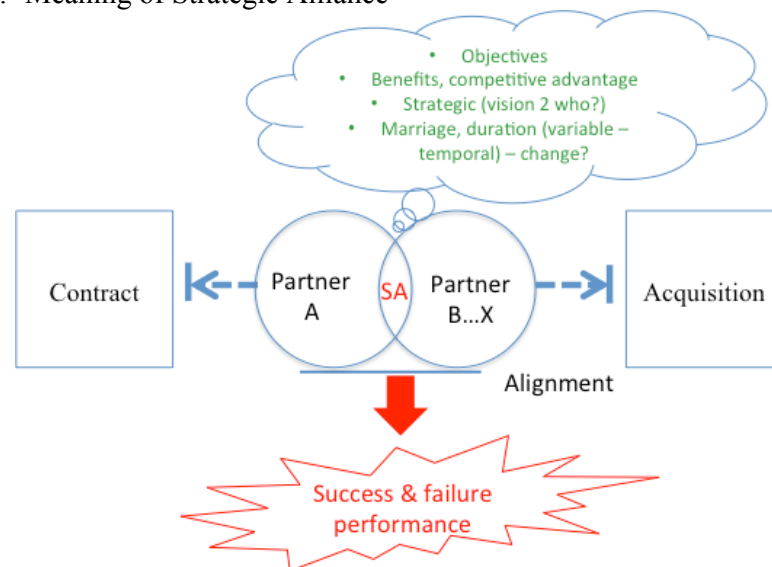 . Meaning of Strategic Alliance
• Objectives
• Benefits, competitive advantage
• Strategic (vision 2 who?)
• Marriage, duration (variable –
temporal) – change?
Contract
Partner
A
SA
Partner
B...X
Acquisition
Alignment
Success & failure
performance